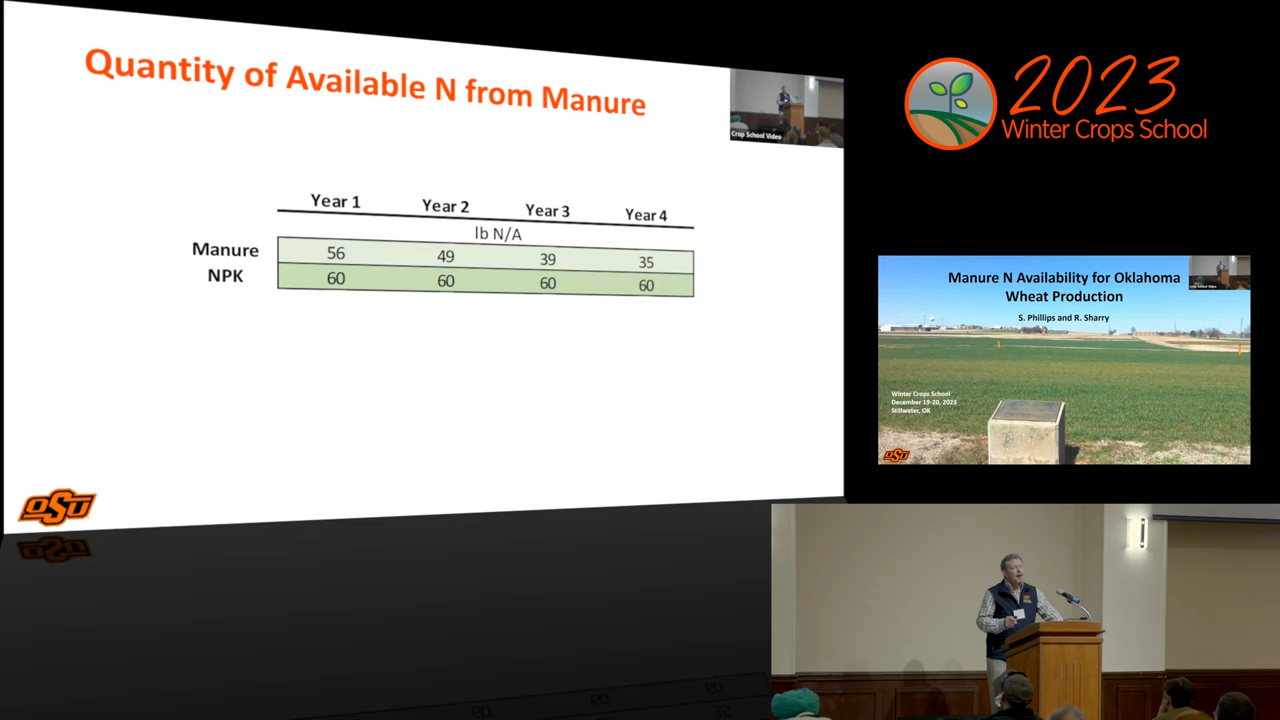 Quantity of Available N from Manure
Crop School Video
Year 1 Year 2 Year 3 Year 4
lb N/A
Manure 56 49 39 35
NPK 60 60 60 60
OSU
2023
Winter Crops School
Manure N Availability for Oklahoma
Wheat Production
S. Phillips and R. Sharry
Winter Crops School
December 19-20, 2023
Stillwater, OK
OSU